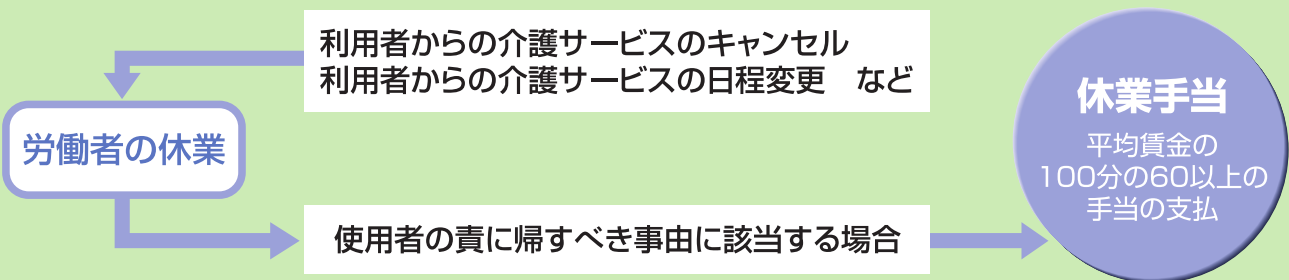 利用者からの介護サービスのキャンセル
利用者からの介護サービスの日程変更　など
労働者の休業
使用者の責に帰すべき事由に該当する場合
休業手当
平均賃金の
100分の60以上の
手当の支払